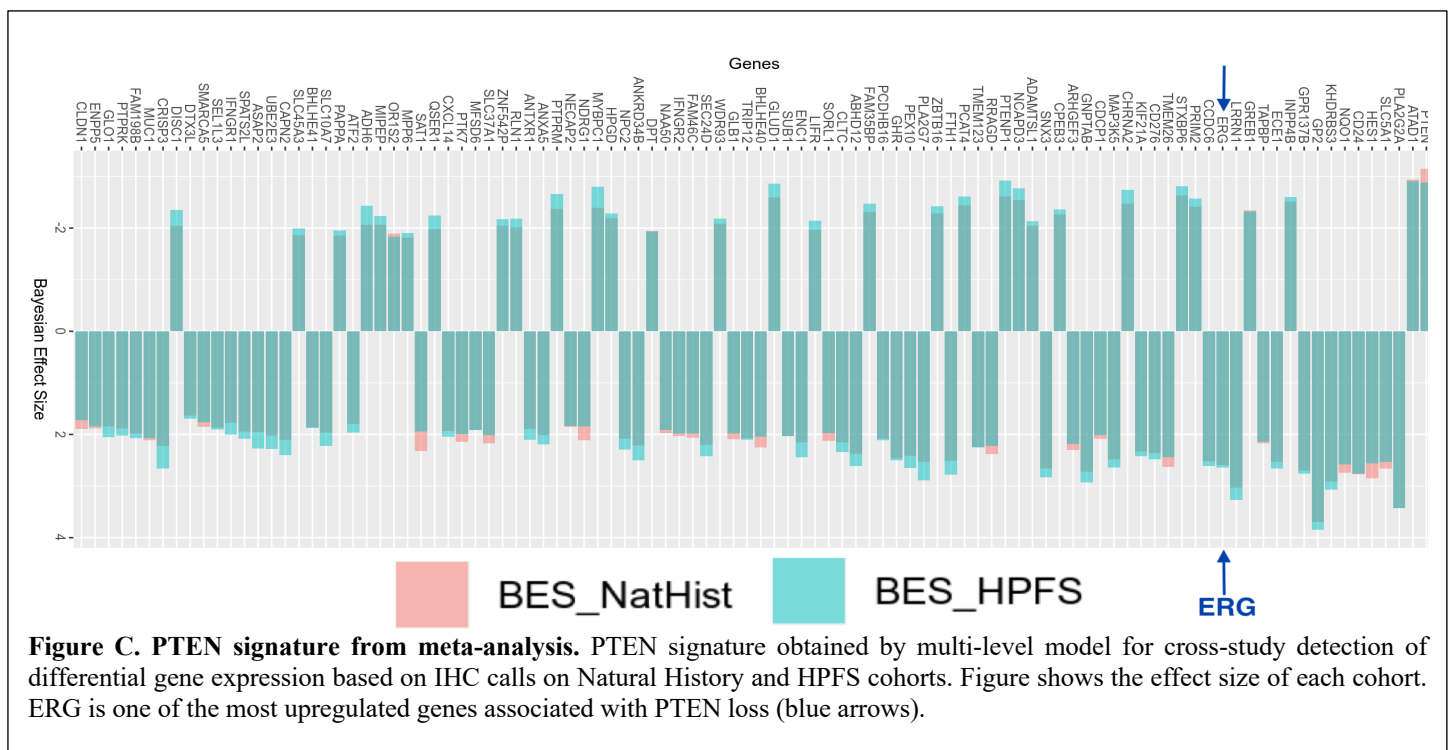 Genes
CLDN1
ENPP5
GLO1
PTPRK
FAM198B
MUC1
CRISP3
DISC1
DTX3L
SMARCA5
SEL1L3
IFNGR1
SPATS2L
ASAP2
UBE2E3
CAPN2
SLC45A3
BHLHE41
SLC10A7
PAPPA
ATF2
ADH6
MIPEP
OR1S2
MPP6
SAT1
QSER1
CXCL14
PTK7
MFSD6
SLC37A1
ZNF542P
RLN1
ANTXR1
ANXA5
PTPRM
NECAP2
NDRG1
MYBPC1
HPGD
NPC2
ANKRD34B
DPT
NAA50
IFNGR2
FAM46C
SEC24D
WDR93
GLB1
TRIP12
BHLHE40
GLUD1
SUB1
ENC1
LIFR
SORL1
CLTC
ABHD12
FAM35BP
PCDHB16
GHR
PEX10
PLA2G7
ZBTB16
FTH1
PCAT4
TMEM123
RRAGD
PTENP1
NCAPD3
ADAMTSL1
SNX3
CPEB3
ARHGEF3
GNPTAB
CDCP1
MAP3K5
CHRNA2
KIF21A
CD276
TMEM26
STXBP6
PRIM2
CCDC6
ERG
LRRN1
GREB1
TAPBP
ECE1
INPP4B
GPR137B
GP2
KHDRBS3
NQO1
CD24
HES1
SLC5A1
PLA2G2A
ATAD1
PTEN
-2
0
2
4
Bayesian Effect Size
BES_NatHist
BES_HPFS
ERG
Figure C. PTEN signature from meta-analysis. PTEN signature obtained by multi-level model for cross-study detection of
differential gene expression based on IHC calls on Natural History and HPFS cohorts. Figure shows the effect size of each cohort.
ERG is one of the most upregulated genes associated with PTEN loss (blue arrows).